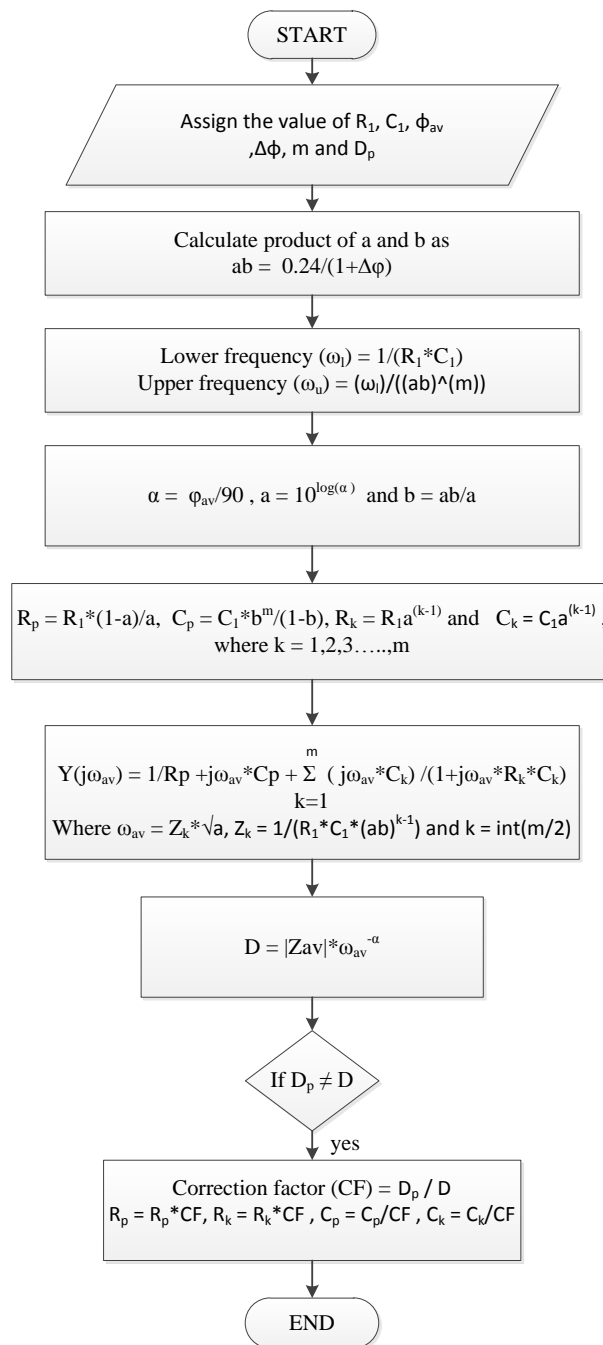 START
Assign the value of R₁, C₁, ϕₐᵥ
,Δϕ, m and Dₚ
Calculate product of a and b as
ab = 0.24/(1+Δφ)
Lower frequency (ωₗ) = 1/(R₁*C₁)
Upper frequency (ωᵤ) = (ωₗ)/((ab)^(m))
α = φₐᵥ/90 , a = 10^log(α) and b = ab/a
Rₚ = R₁*(1-a)/a, Cₚ = C₁*bᵐ/(1-b), Rₖ = R₁a⁽ᵏ⁻¹⁾ and Cₖ = C₁a⁽ᵏ⁻¹⁾ ,
where k = 1,2,3…..,m
m
Y(jωₐᵥ) = 1/Rp +jωₐᵥ*Cp + Σ ( jωₐᵥ*Cₖ) /(1+jωₐᵥ*Rₖ*Cₖ)
k=1
Where ωₐᵥ = Zₖ*√a, Zₖ = 1/(R₁*C₁*(ab)ᵏ⁻¹) and k = int(m/2)
D = |Zav|*ωₐᵥ^-α
If Dₚ ≠ D
yes
Correction factor (CF) = Dₚ / D
Rₚ = Rₚ*CF, Rₖ = Rₖ*CF , Cₚ = Cₚ/CF , Cₖ = Cₖ/CF
END